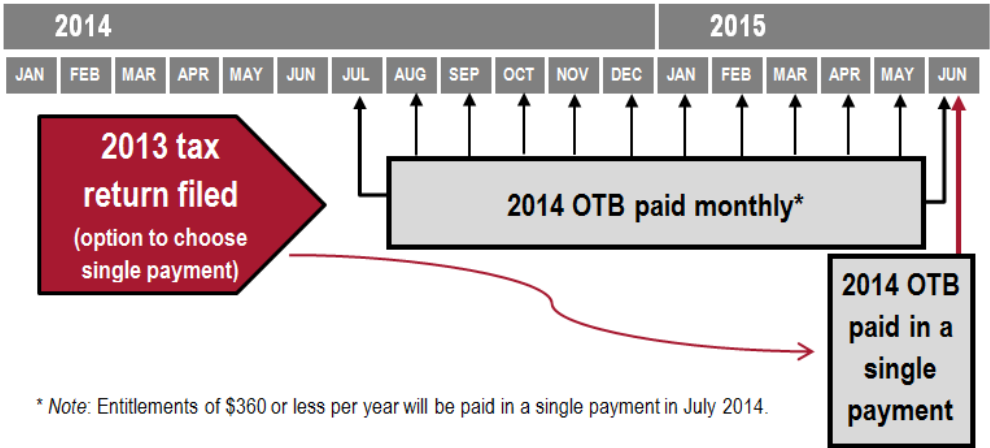 2014 2015
JAN FEB MAR APR MAY JUN JUL AUG SEP OCT NOV DEC JAN FEB MAR APR MAY JUN
2013 tax
return filed
(option to choose
single payment)
2014 OTB paid monthly*
2014 OTB
paid in a
single
payment
* Note: Entitlements of $360 or less per year will be paid in a single payment in July 2014.